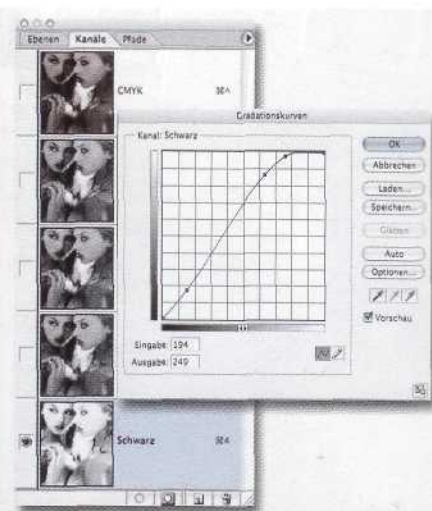 Ebenen Kanäle Pfade
CMYK ⌘^
Gradationskurven
Kanal: Schwarz
OK
Abbrechen
Laden...
Speichern...
Glätten
Auto
Optionen...
Vorschau
Eingabe: 194
Ausgabe: 249
Schwarz ⌘4